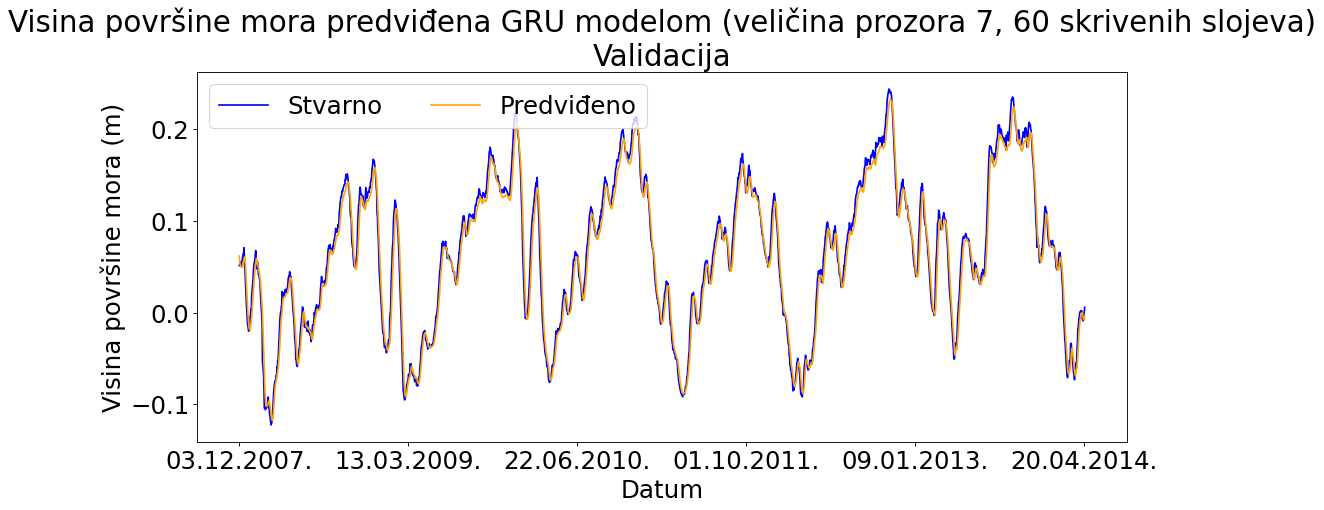 Visina površine mora predviđena GRU modelom (veličina prozora 7, 60 skrivenih slojeva)
Validacija
Stvarno
Predviđeno
Visina površine mora (m)
0.2
0.1
0.0
−0.1
03.12.2007.
13.03.2009.
22.06.2010.
01.10.2011.
09.01.2013.
20.04.2014.
Datum